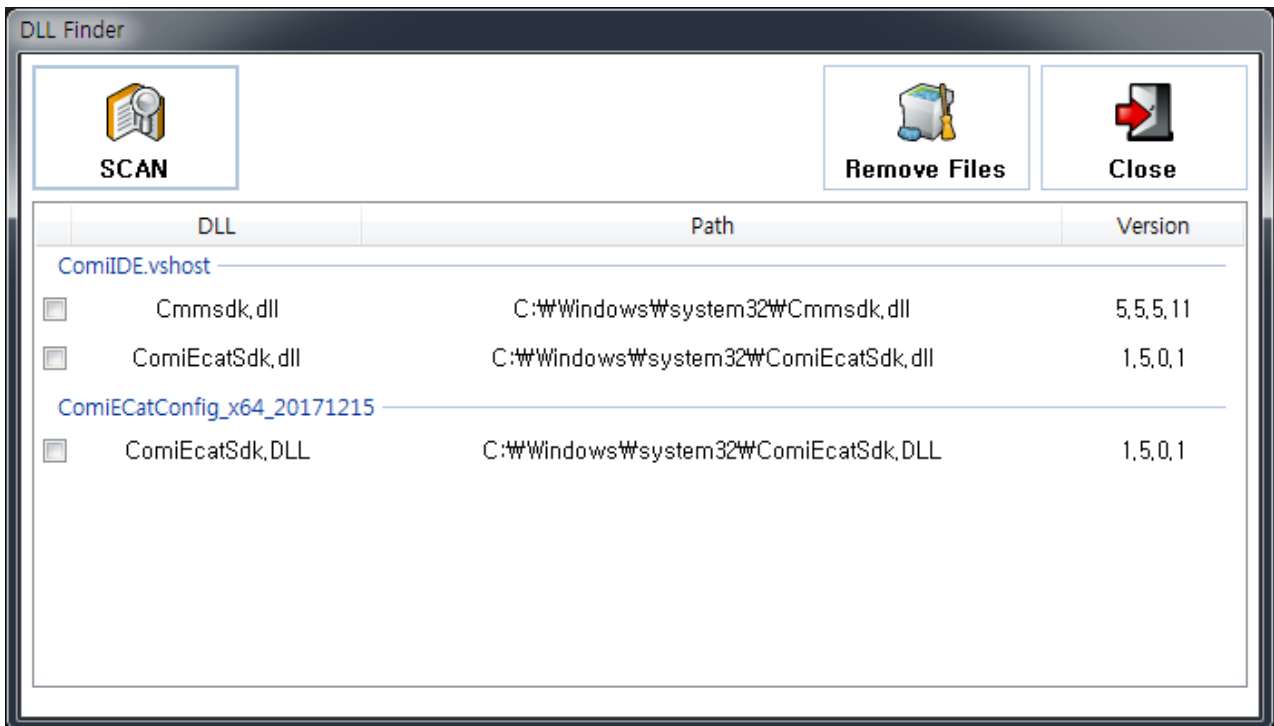 DLL Finder
SCAN
Remove Files
Close
DLL Path Version
ComiIDE.vshost
Cmmsdk,dll C:₩Windows₩system32₩Cmmsdk,dll 5,5,5,11
ComiEcatSdk,dll C:₩Windows₩system32₩ComiEcatSdk,dll 1,5,0,1
ComiECatConfig_x64_20171215
ComiEcatSdk,DLL C:₩Windows₩system32₩ComiEcatSdk,DLL 1,5,0,1